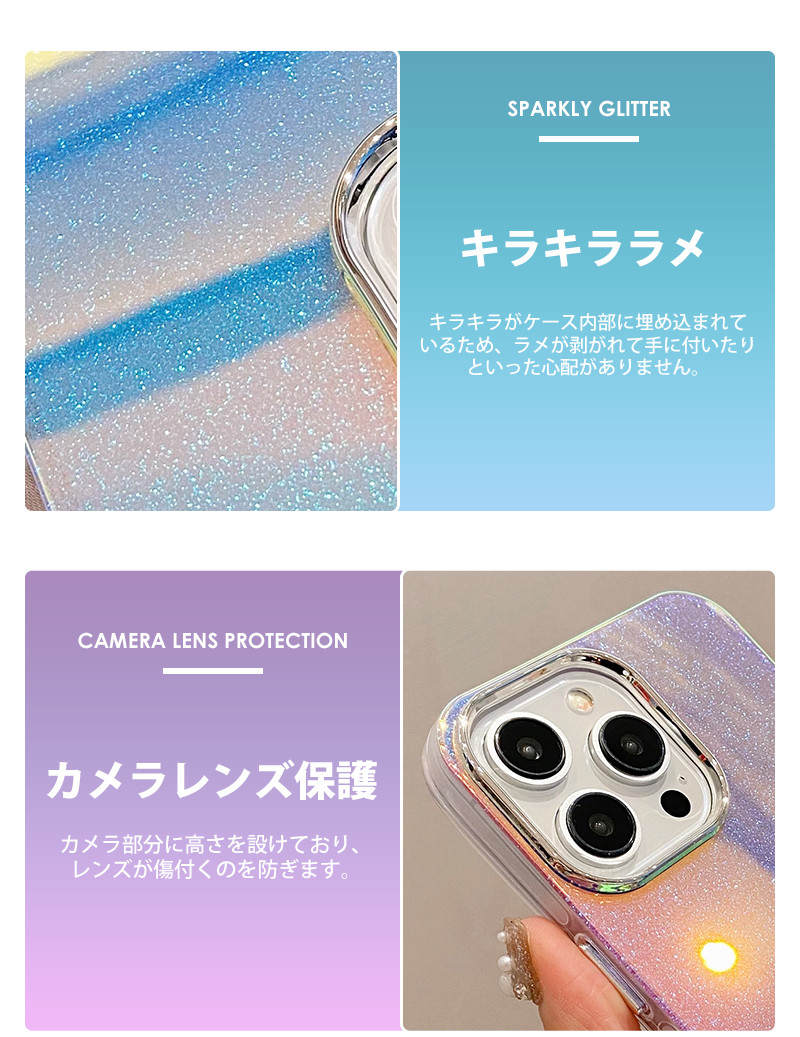 SPARKLY GLITTER
キラキララメ
キラキラがケース内部に埋め込まれて
いるため、ラメが剥がれて手に付いたり
といった心配がありません。
CAMERA LENS PROTECTION
カメラレンズ保護
カメラ部分に高さを設けており、
レンズが傷付くのを防ぎます。